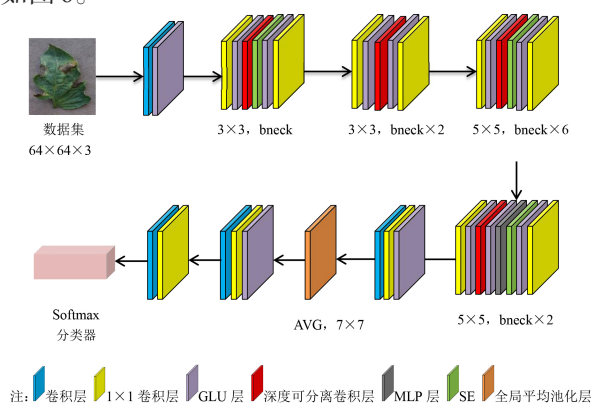 数据集
64×64×3
3×3，bneck
3×3，bneck×2
5×5，bneck×6
Softmax
分类器
AVG，7×7
5×5，bneck×2
注： 卷积层 1×1 卷积层 GLU 层 深度可分离卷积层 MLP 层 SE 全局平均池化层